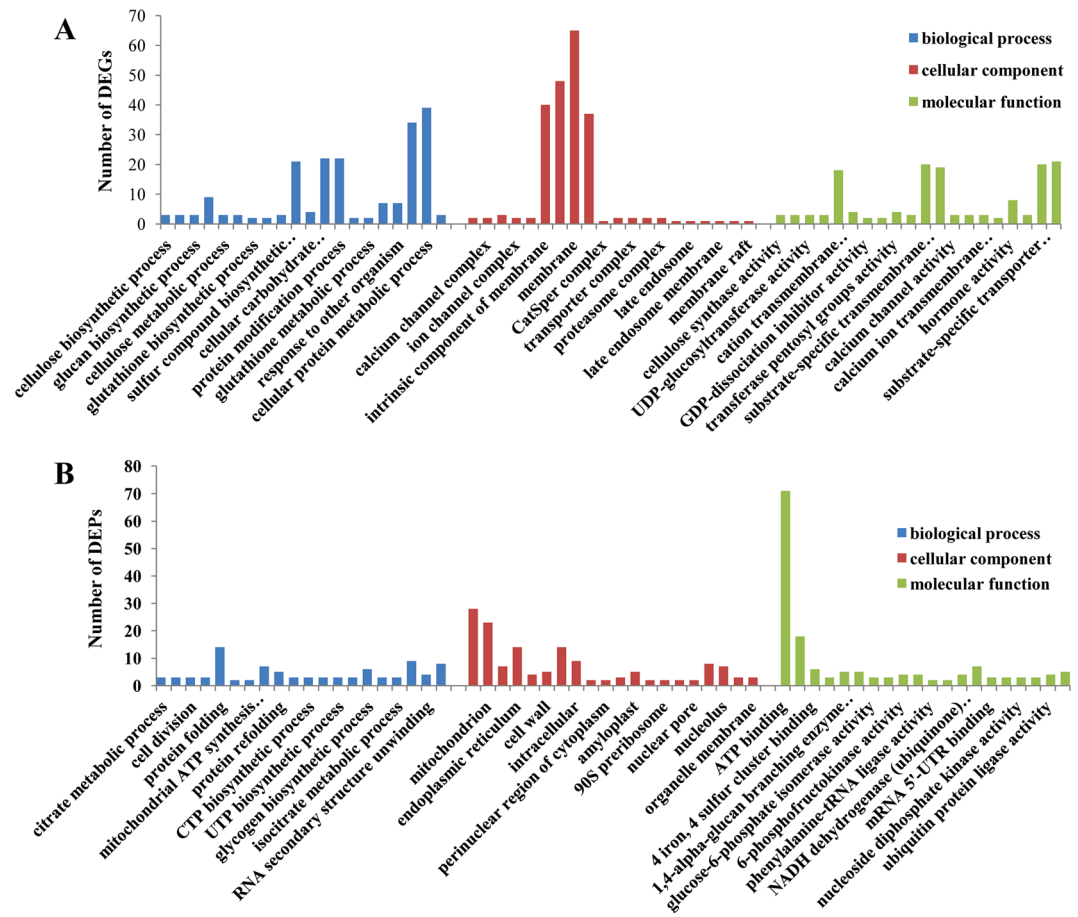 A
Number of DEGs
70
60
50
40
30
20
10
0
biological process
cellular component
molecular function
cellulose biosynthetic process
glucan biosynthetic process
cellulose metabolic process
glutathione biosynthetic process
sulfur compound biosynthetic..
cellular carbohydrate..
protein modification process
glutathione metabolic process
response to other organism
cellular protein metabolic process
calcium channel complex
ion channel complex
intrinsic component of membrane
membrane
CatSper complex
transporter complex
proteasome complex
late endosome
late endosome membrane
membrane raft
cellulose synthase activity
UDP-glucosyltransferase activity
cation transmembrane..
GDP-dissociation inhibitor activity
transferase pentosyl groups activity
substrate-specific transmembrane..
calcium channel activity
calcium ion transmembrane..
hormone activity
substrate-specific transporter..
B
Number of DEPs
80
70
60
50
40
30
20
10
0
biological process
cellular component
molecular function
citrate metabolic process
cell division
protein folding
mitochondrial ATP synthesis..
protein refolding
CTP biosynthetic process
UTP biosynthetic process
glycogen biosynthetic process
isocitrate metabolic process
RNA secondary structure unwinding
mitochondrion
endoplasmic reticulum
cell wall
intracellular
perinuclear region of cytoplasm
amyloplast
90S preribosome
nuclear pore
nucleolus
organelle membrane
ATP binding
4 iron, 4 sulfur cluster binding
1,4-alpha-glucan branching enzyme..
glucose-6-phosphate isomerase activity
6-phosphofructokinase activity
phenylalanine-tRNA ligase activity
NADH dehydrogenase (ubiquinone)..
mRNA 5'-UTR binding
nucleoside diphosphate kinase activity
ubiquitin protein ligase activity